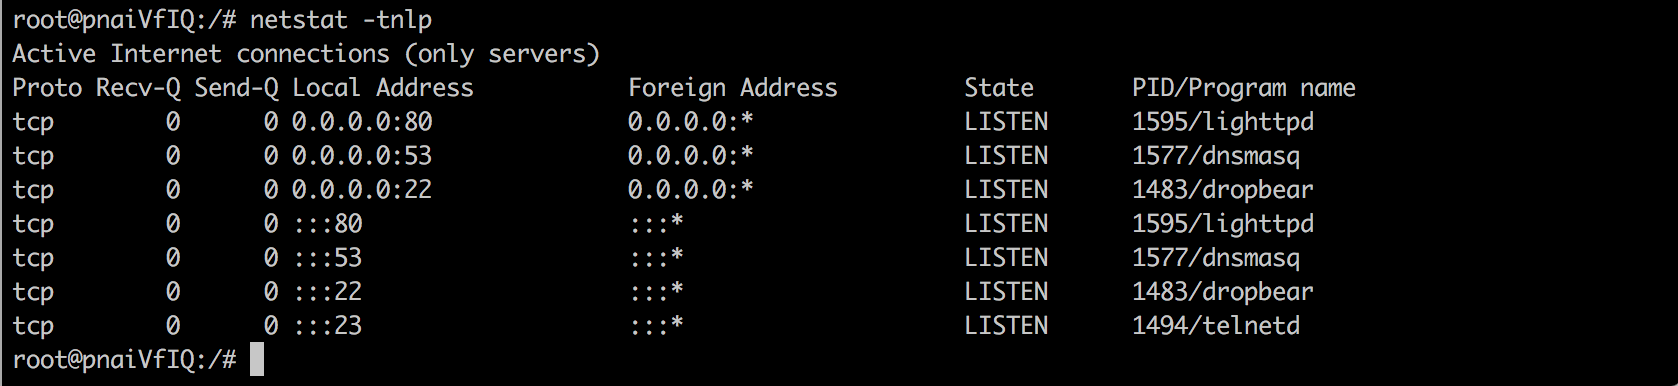 root@pnaiVfIQ:/# netstat -tnlp
Active Internet connections (only servers)
Proto Recv-Q Send-Q Local Address           Foreign Address         State       PID/Program name
tcp        0      0 0.0.0.0:80              0.0.0.0:*               LISTEN      1595/lighttpd
tcp        0      0 0.0.0.0:53              0.0.0.0:*               LISTEN      1577/dnsmasq
tcp        0      0 0.0.0.0:22              0.0.0.0:*               LISTEN      1483/dropbear
tcp        0      0 :::80                   :::*                    LISTEN      1595/lighttpd
tcp        0      0 :::53                   :::*                    LISTEN      1577/dnsmasq
tcp        0      0 :::22                   :::*                    LISTEN      1483/dropbear
tcp        0      0 :::23                   :::*                    LISTEN      1494/telnetd
root@pnaiVfIQ:/#